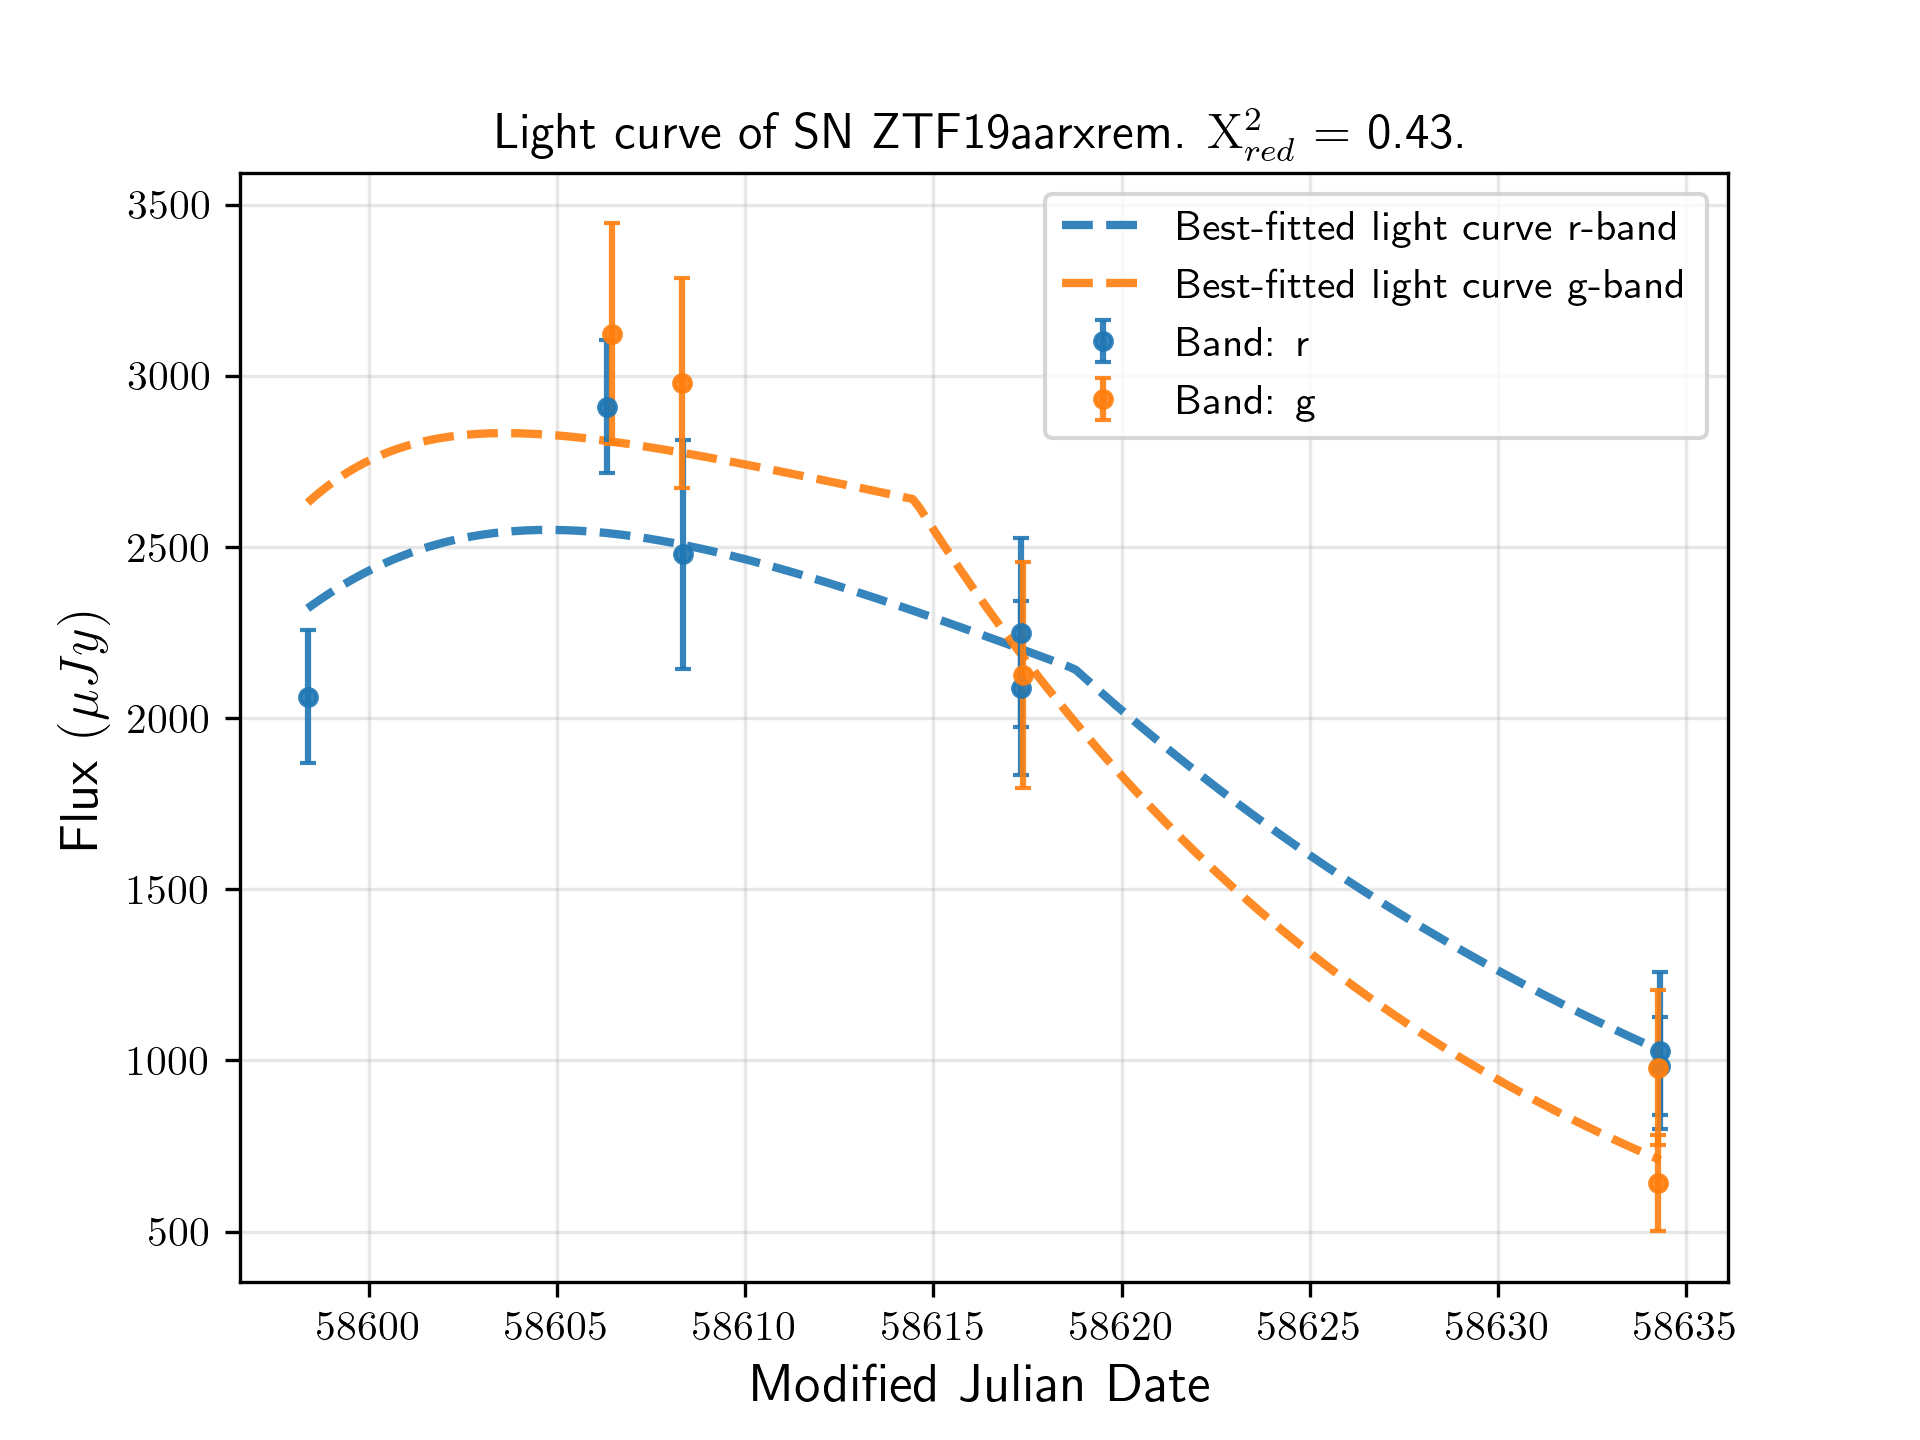 Light curve of SN ZTF19aarxrem. X²_red = 0.43.
Best-fitted light curve r-band
Best-fitted light curve g-band
Band: r
Band: g
Flux (μJy)
3500
3000
2500
2000
1500
1000
500
58600 58605 58610 58615 58620 58625 58630 58635
Modified Julian Date